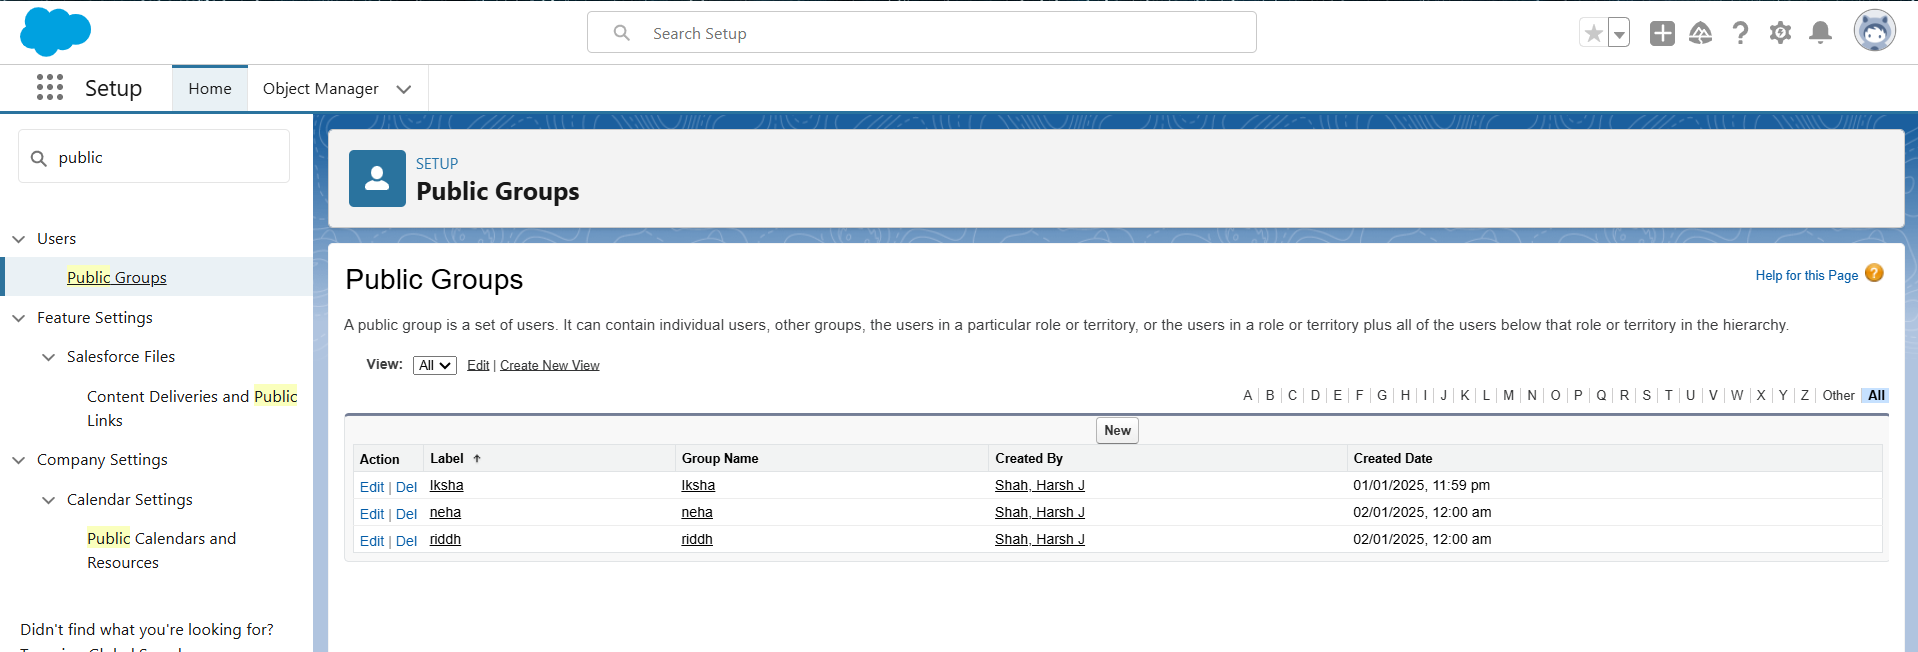 Search Setup
Setup
Home
Object Manager
public
Users
Public Groups
Feature Settings
Salesforce Files
Content Deliveries and Public
Links
Company Settings
Calendar Settings
Public Calendars and
Resources
Didn't find what you're looking for?
SETUP
Public Groups
Public Groups
Help for this Page ?
A public group is a set of users. It can contain individual users, other groups, the users in a particular role or territory, or the users in a role or territory plus all of the users below that role or territory in the hierarchy.
View: All Edit | Create New View
A | B | C | D | E | F | G | H | I | J | K | L | M | N | O | P | Q | R | S | T | U | V | W | X | Y | Z | Other All
New
Action Label Group Name Created By Created Date
Edit | Del Iksha Iksha Shah, Harsh J 01/01/2025, 11:59 pm
Edit | Del neha neha Shah, Harsh J 02/01/2025, 12:00 am
Edit | Del riddh riddh Shah, Harsh J 02/01/2025, 12:00 am